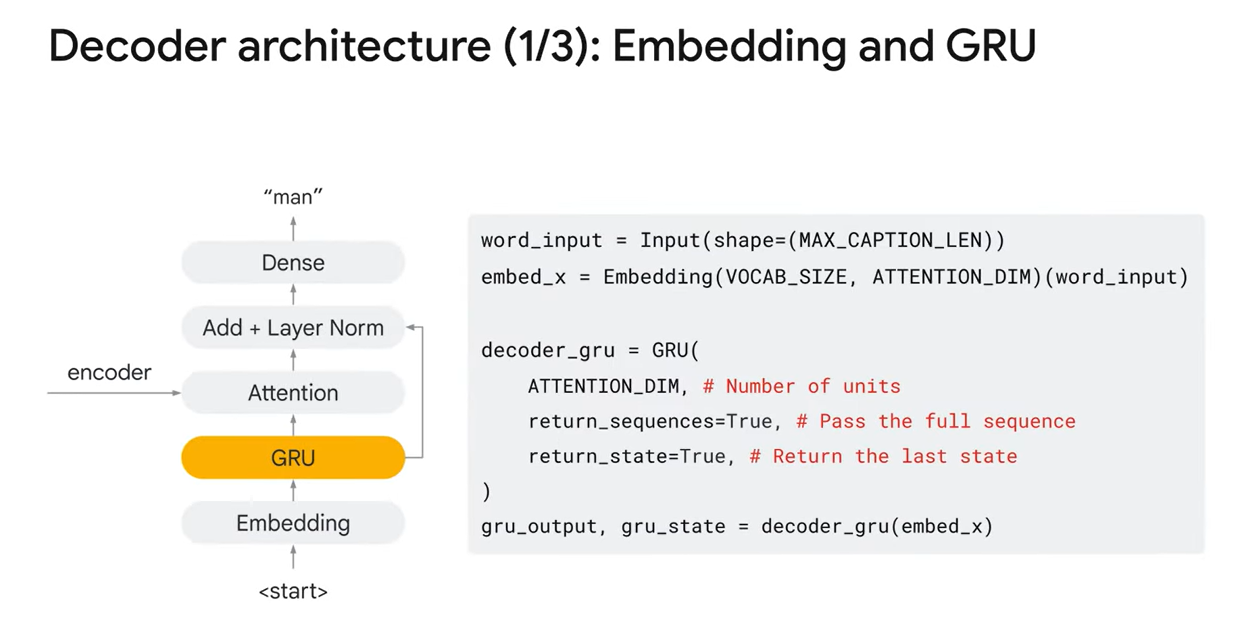 Decoder architecture (1/3): Embedding and GRU
“man”
Dense
Add + Layer Norm
encoder
Attention
GRU
Embedding
<start>
word_input = Input(shape=(MAX_CAPTION_LEN))
embed_x = Embedding(VOCAB_SIZE, ATTENTION_DIM)(word_input)
decoder_gru = GRU(
ATTENTION_DIM, # Number of units
return_sequences=True, # Pass the full sequence
return_state=True, # Return the last state
)
gru_output, gru_state = decoder_gru(embed_x)